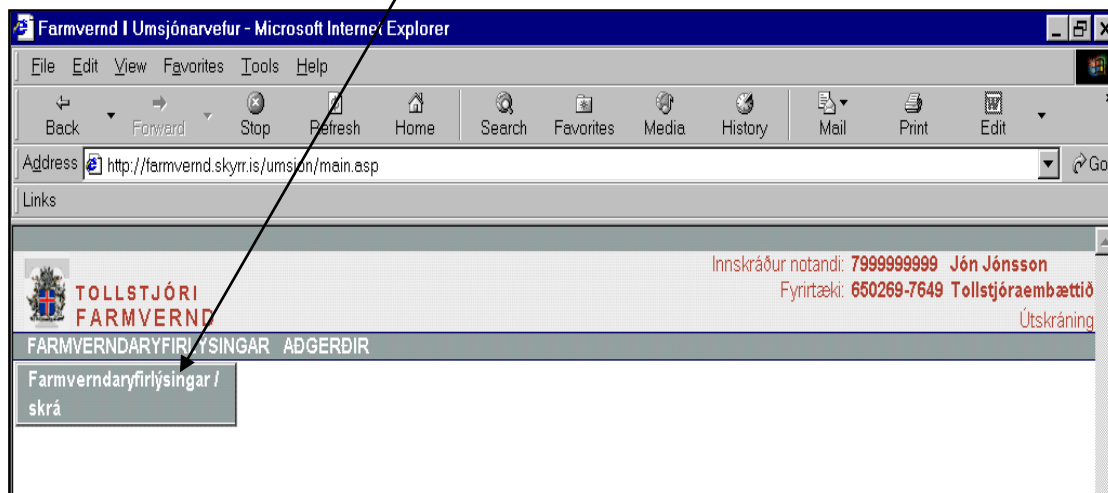 Farmvernd I Umsjónarvefur - Microsoft Internet Explorer
File Edit View Favorites Tools Help
Back Forward Stop Refresh Home Search Favorites Media History Mail Print Edit
Address http://farmvernd.skyrr.is/umsjon/main.asp Go
Links
Innskráður notandi: 7999999999 Jón Jónsson
TOLLSTJÓRI Fyrirtæki: 650269-7649 Tollstjóraembættið
FARMVERND Útskráning
FARMVERNDARYFIRLÝSINGAR AÐGERÐIR
Farmverndaryfirlýsingar /
skrá